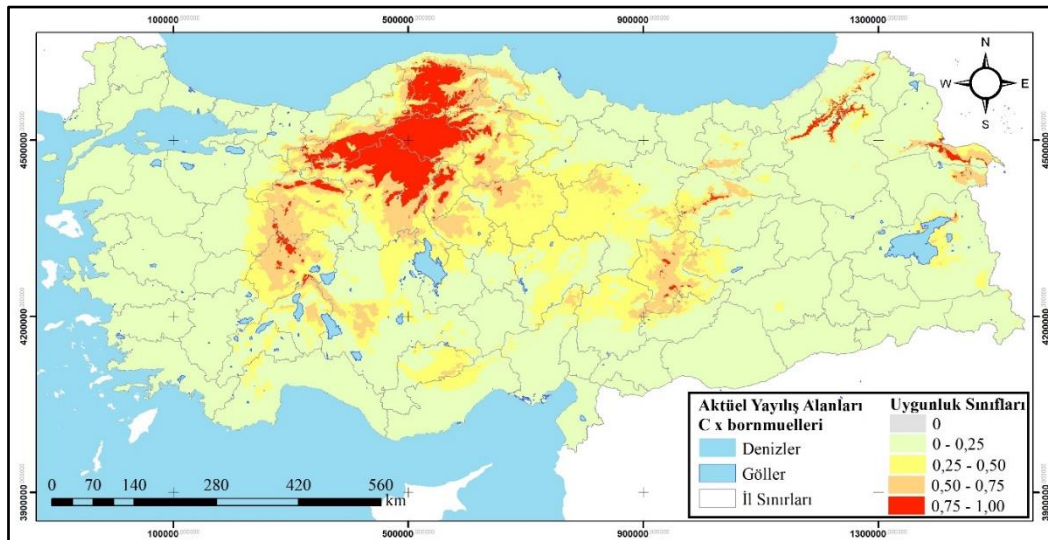 100000 500000 900000 1300000
N
W E
S
4500000 4500000
4200000 4200000
3900000 3900000
Aktüel Yayılış Alanları
C x bornmuelleri
Denizler
Göller
İl Sınırları
Uygunluk Sınıfları
0
0 - 0,25
0,25 - 0,50
0,50 - 0,75
0,75 - 1,00
0 70 140 280 420 560
km
100000 500000 900000 1300000